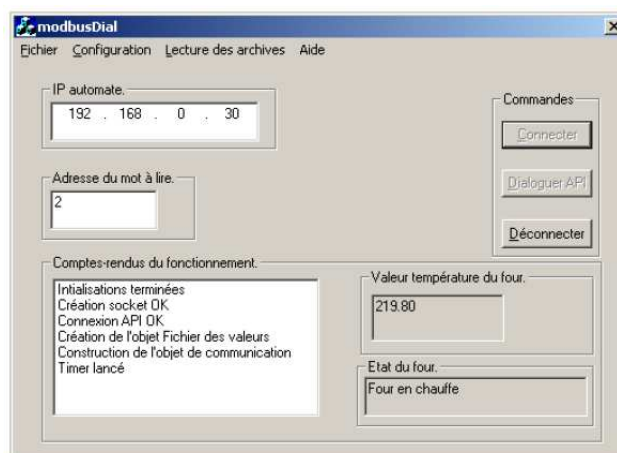 modbusDial
Fichier Configuration Lecture des archives Aide
IP automate.
192 . 168 . 0 . 30
Adresse du mot à lire.
2
Commandes
Connecter
Dialoguer API
Déconnecter
Comptes-rendus du fonctionnement.
Intialisations terminées
Création socket OK
Connexion API OK
Création de l'objet Fichier des valeurs
Construction de l'objet de communication
Timer lancé
Valeur température du four.
219.80
Etat du four.
Four en chauffe